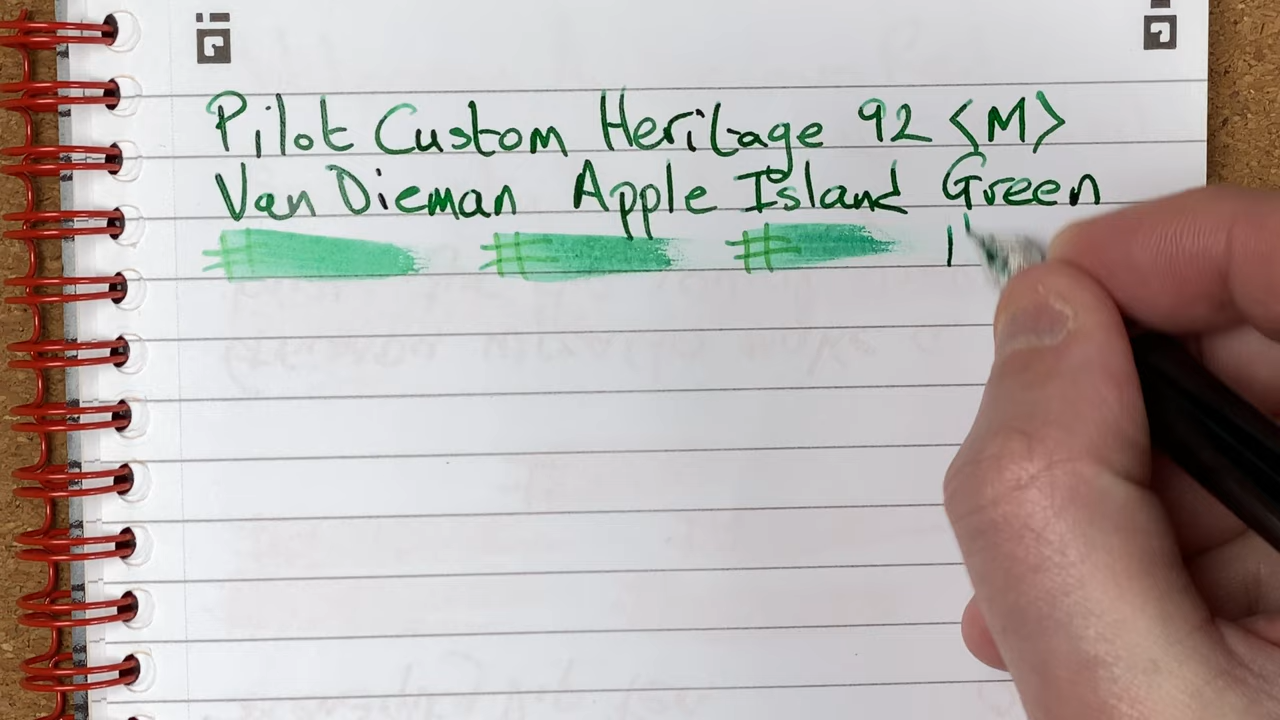 Pilot Custom Heritage 92 <M>
Van Dieman Apple Island Green